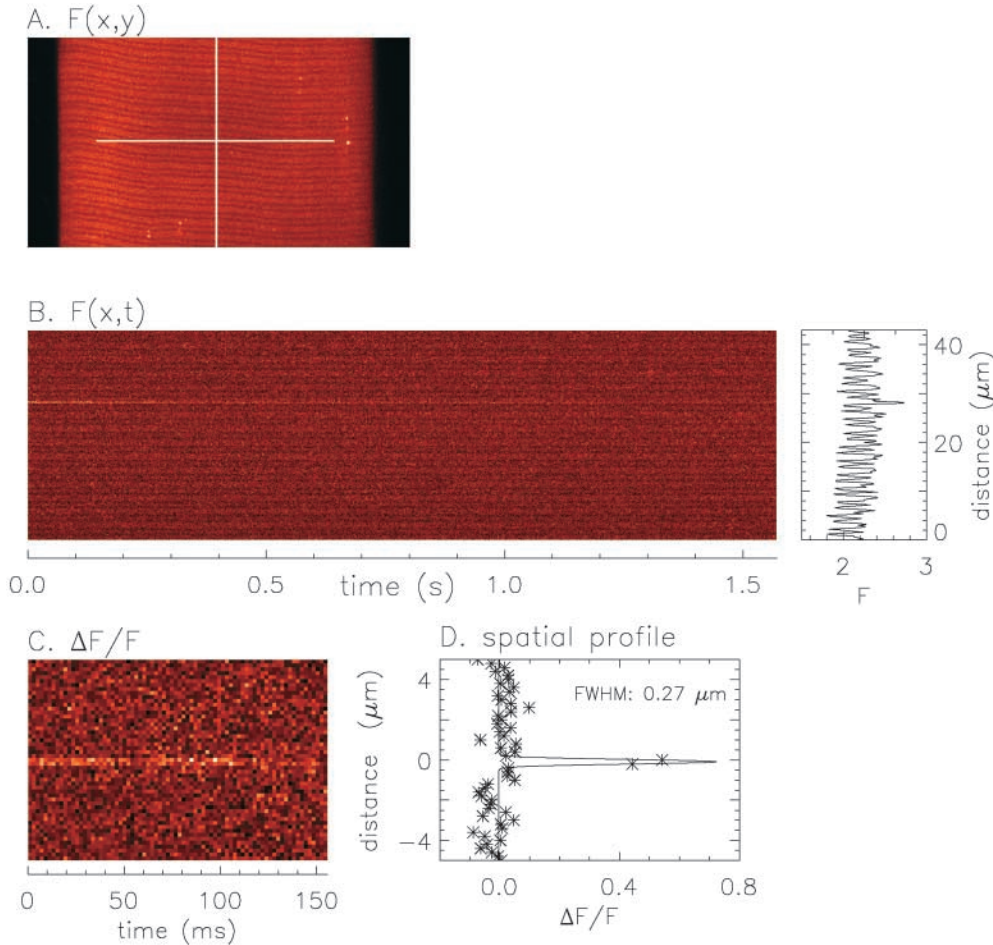 A. F(x,y)
B. F(x,t)
40
20
0
distance (μm)
0.0
0.5
1.0
1.5
time (s)
2
3
F
C. ΔF/F
D. spatial profile
FWHM: 0.27 μm
4
0
−4
distance (μm)
0
50
100
150
time (ms)
0.0
0.4
0.8
ΔF/F